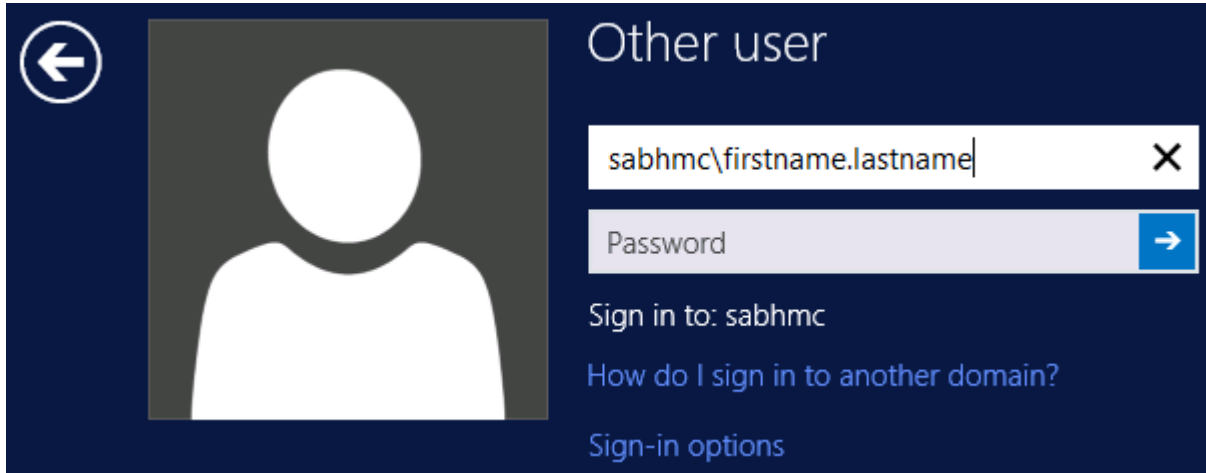 Other user
sabhmc\firstname.lastname
Password
Sign in to: sabhmc
How do I sign in to another domain?
Sign-in options